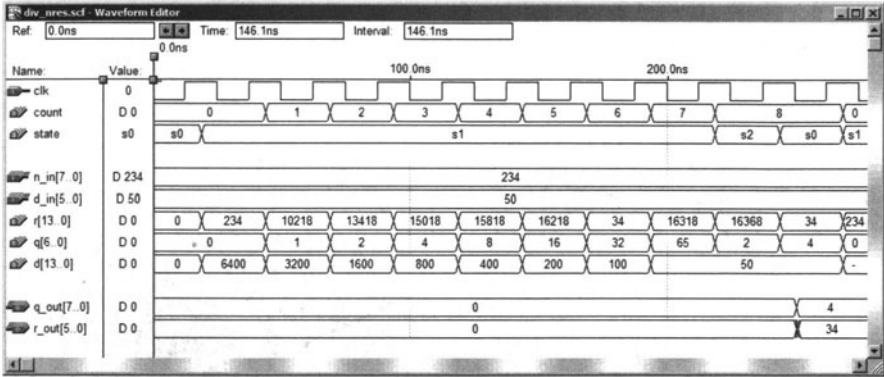 div_nres.scf - Waveform Editor
Ref: 0.0ns Time: 146.1ns Interval: 146.1ns
0.0ns
Name: Value: 100.0ns 200.0ns
clk 0
count D 0 0 1 2 3 4 5 6 7 8 0
state s0 s0 s1 s2 s0 s1
n_in[7..0] D 234 234
d_in[5..0] D 50 50
r[13..0] D 0 0 234 10218 13418 15018 15818 16218 34 16318 16368 34 234
q[6..0] D 0 0 1 2 4 8 16 32 65 2 4 0
d[13..0] D 0 0 6400 3200 1600 800 400 200 100 50 -
q_out[7..0] D 0 0 4
r_out[5..0] D 0 0 34